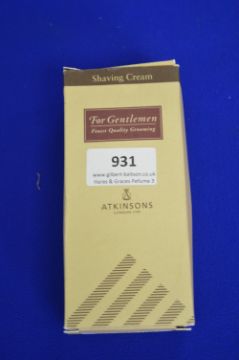 Shaving Cream
For Gentlemen
Finest Quality Grooming
931
www.gilbert-baitson.co.uk
Airs & Graces Perfume 3
ATKINSONS
LONDON 1799